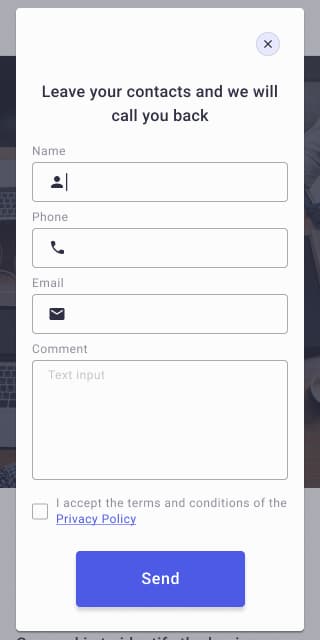 Leave your contacts and we will
call you back
Name
Phone
Email
Comment
Text input
I accept the terms and conditions of the
Privacy Policy
Send